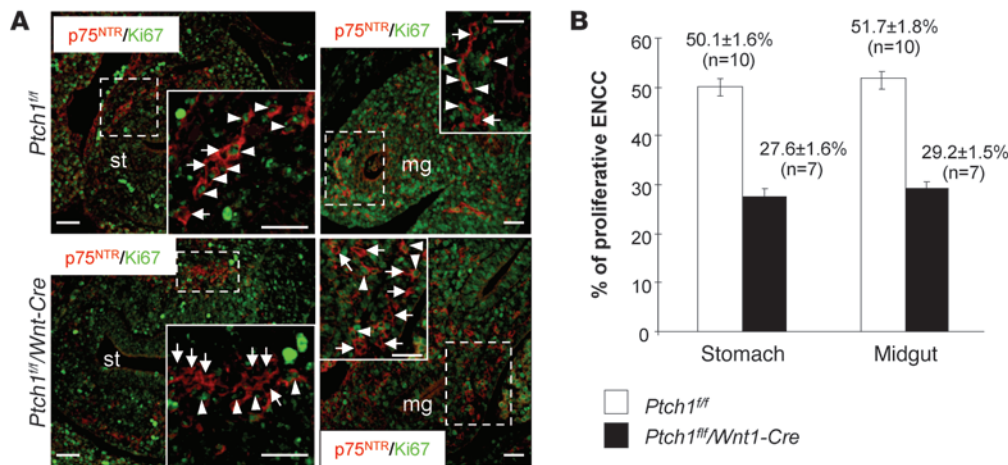 A
p75NTR/Ki67
p75NTR/Ki67
Ptch1f/f
st
mg
p75NTR/Ki67
Ptch1f/f/Wnt-Cre
st
mg
p75NTR/Ki67
B
% of proliferative ENCC
60
50
40
30
20
10
0
50.1±1.6%
(n=10)
27.6±1.6%
(n=7)
51.7±1.8%
(n=10)
29.2±1.5%
(n=7)
Stomach
Midgut
Ptch1f/f
Ptch1f/f/Wnt1-Cre